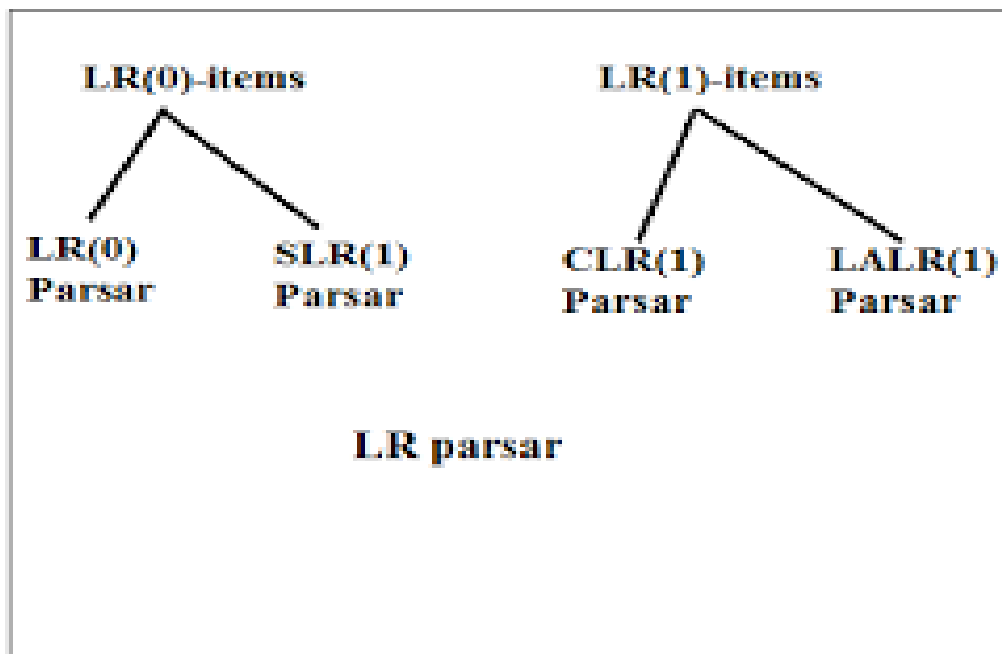 LR(0)-items LR(1)-items
LR(0) SLR(1) CLR(1) LALR(1)
Parsar Parsar Parsar Parsar
LR parsar